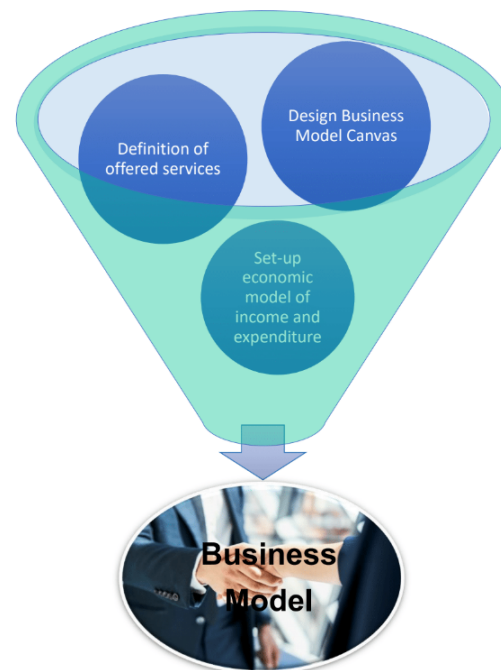 Definition of
offered services
Design Business
Model Canvas
Set-up
economic
model of
income and
expenditure
Business
Model